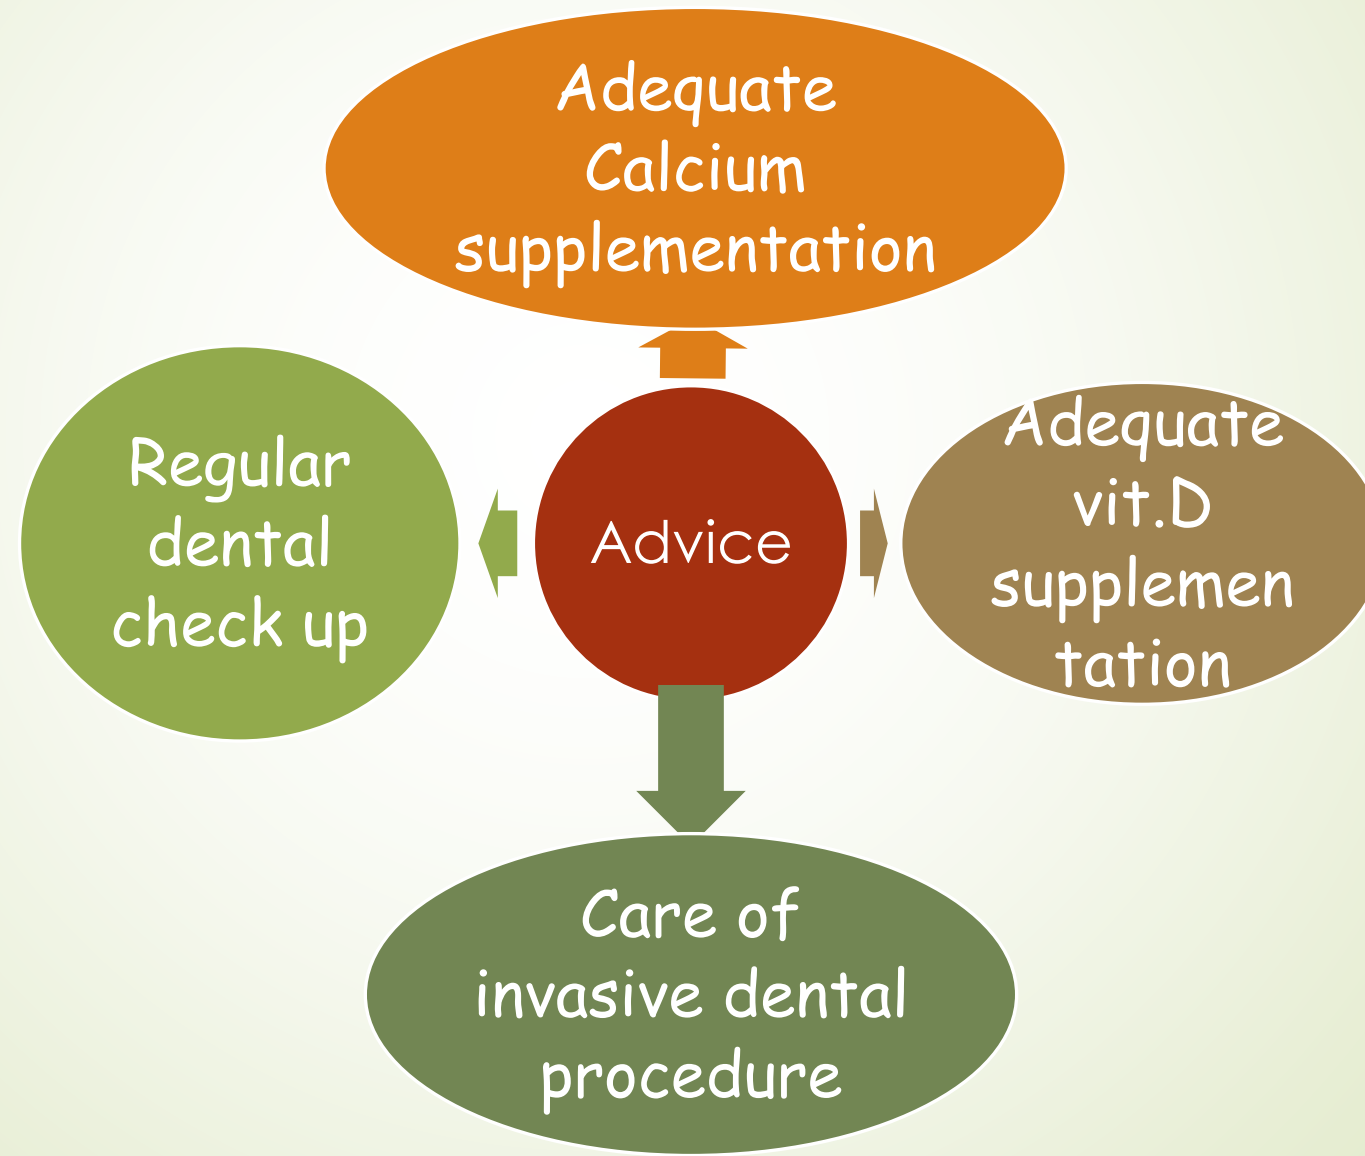 Adequate
Calcium
supplementation
Regular
dental
check up
Advice
Adequate
vit.D
supplemen
tation
Care of
invasive dental
procedure